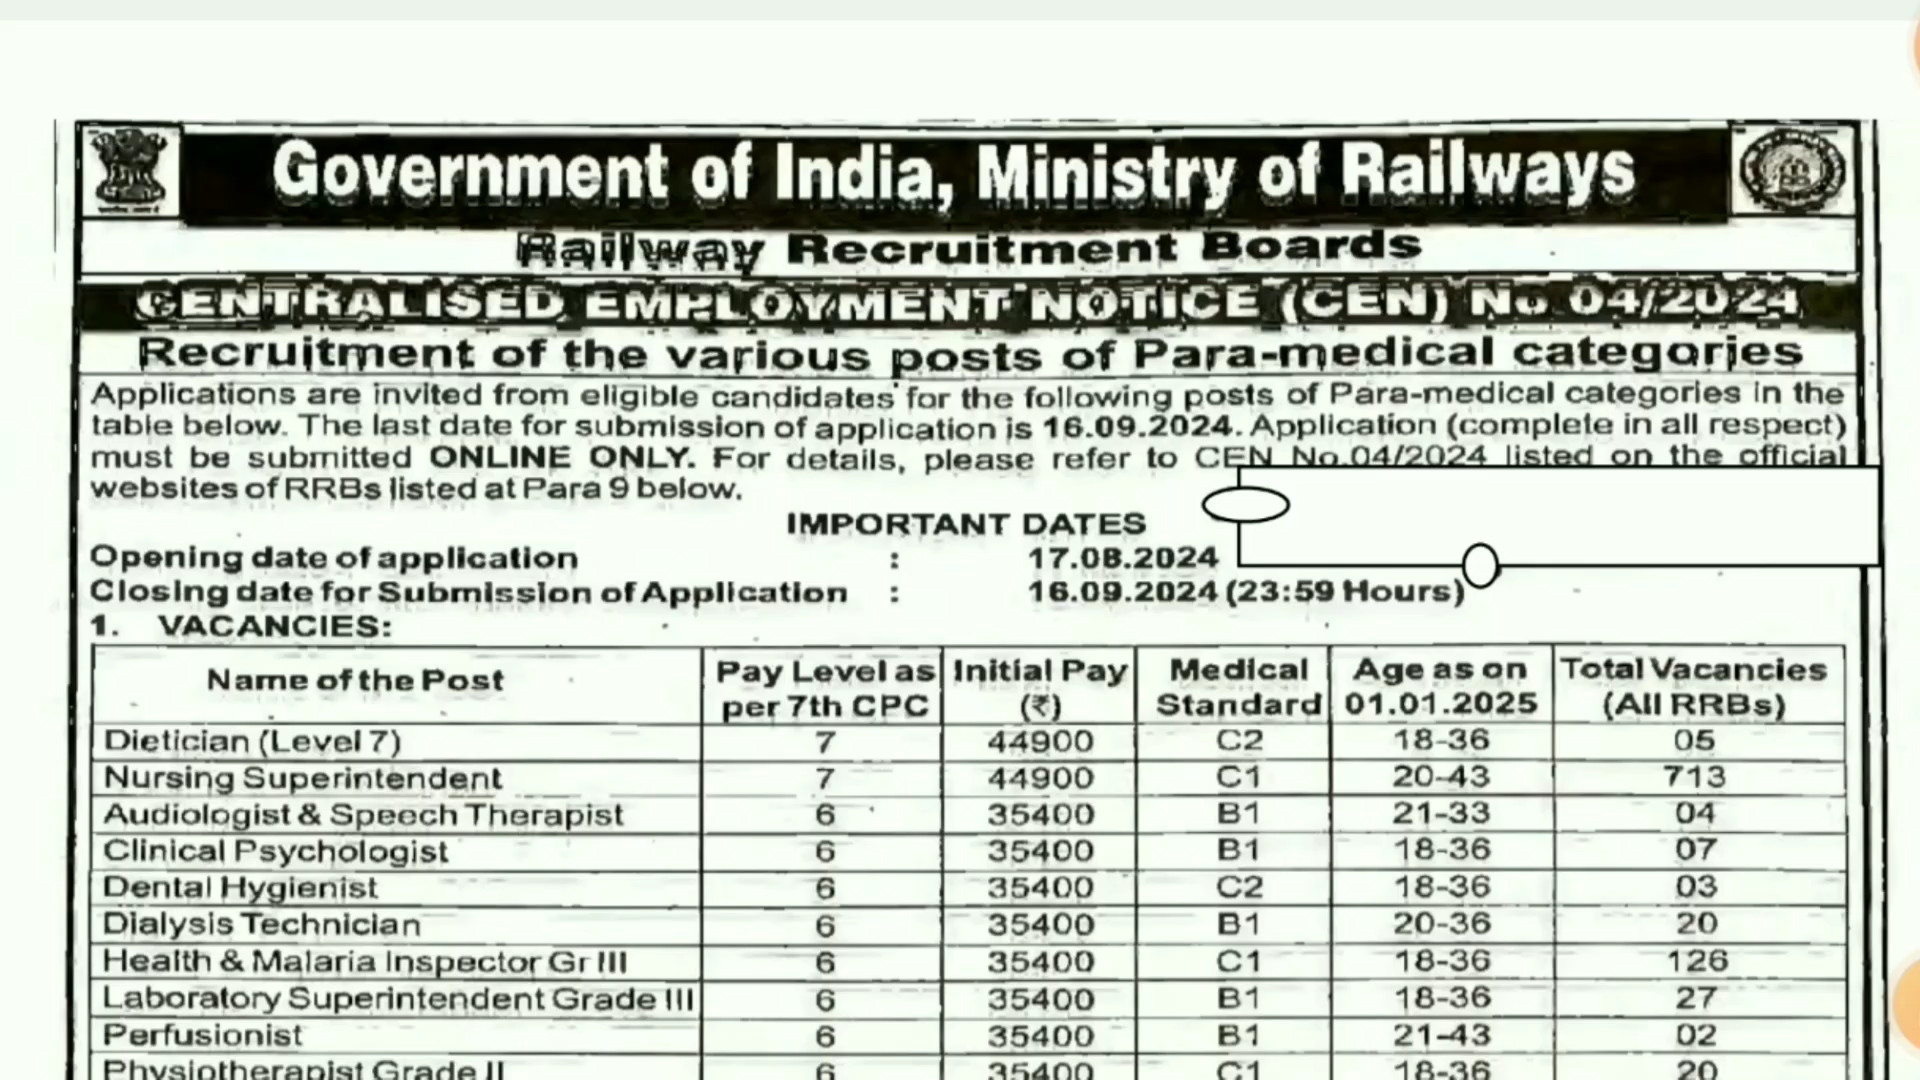 Government of India, Ministry of Railways
Railway Recruitment Boards
CENTRALISED EMPLOYMENT NOTICE (CEN) No 04/2024
Recruitment of the various posts of Para-medical categories
Applications are invited from eligible candidates for the following posts of Para-medical categories in the
table below. The last date for submission of application is 16.09.2024. Application (complete in all respect)
must be submitted ONLINE ONLY. For details, please refer to CEN No.04/2024 listed on the official
websites of RRBs listed at Para 9 below.
IMPORTANT DATES
Opening date of application : 17.08.2024
Closing date for Submission of Application : 16.09.2024 (23:59 Hours)
1. VACANCIES:
Name of the Post Pay Level as per 7th CPC Initial Pay (₹) Medical Standard Age as on 01.01.2025 Total Vacancies (All RRBs)
Dietician (Level 7) 7 44900 C2 18-36 05
Nursing Superintendent 7 44900 C1 20-43 713
Audiologist & Speech Therapist 6 35400 B1 21-33 04
Clinical Psychologist 6 35400 B1 18-36 07
Dental Hygienist 6 35400 C2 18-36 03
Dialysis Technician 6 35400 B1 20-36 20
Health & Malaria Inspector Gr III 6 35400 C1 18-36 126
Laboratory Superintendent Grade III 6 35400 B1 18-36 27
Perfusionist 6 35400 B1 21-43 02
Physiotherapist Grade II 6 35400 C1 18-36 20